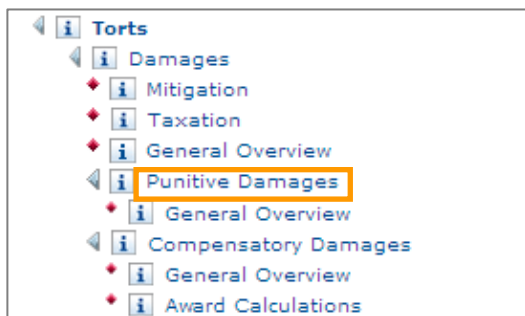 Torts
Damages
Mitigation
Taxation
General Overview
Punitive Damages
General Overview
Compensatory Damages
General Overview
Award Calculations